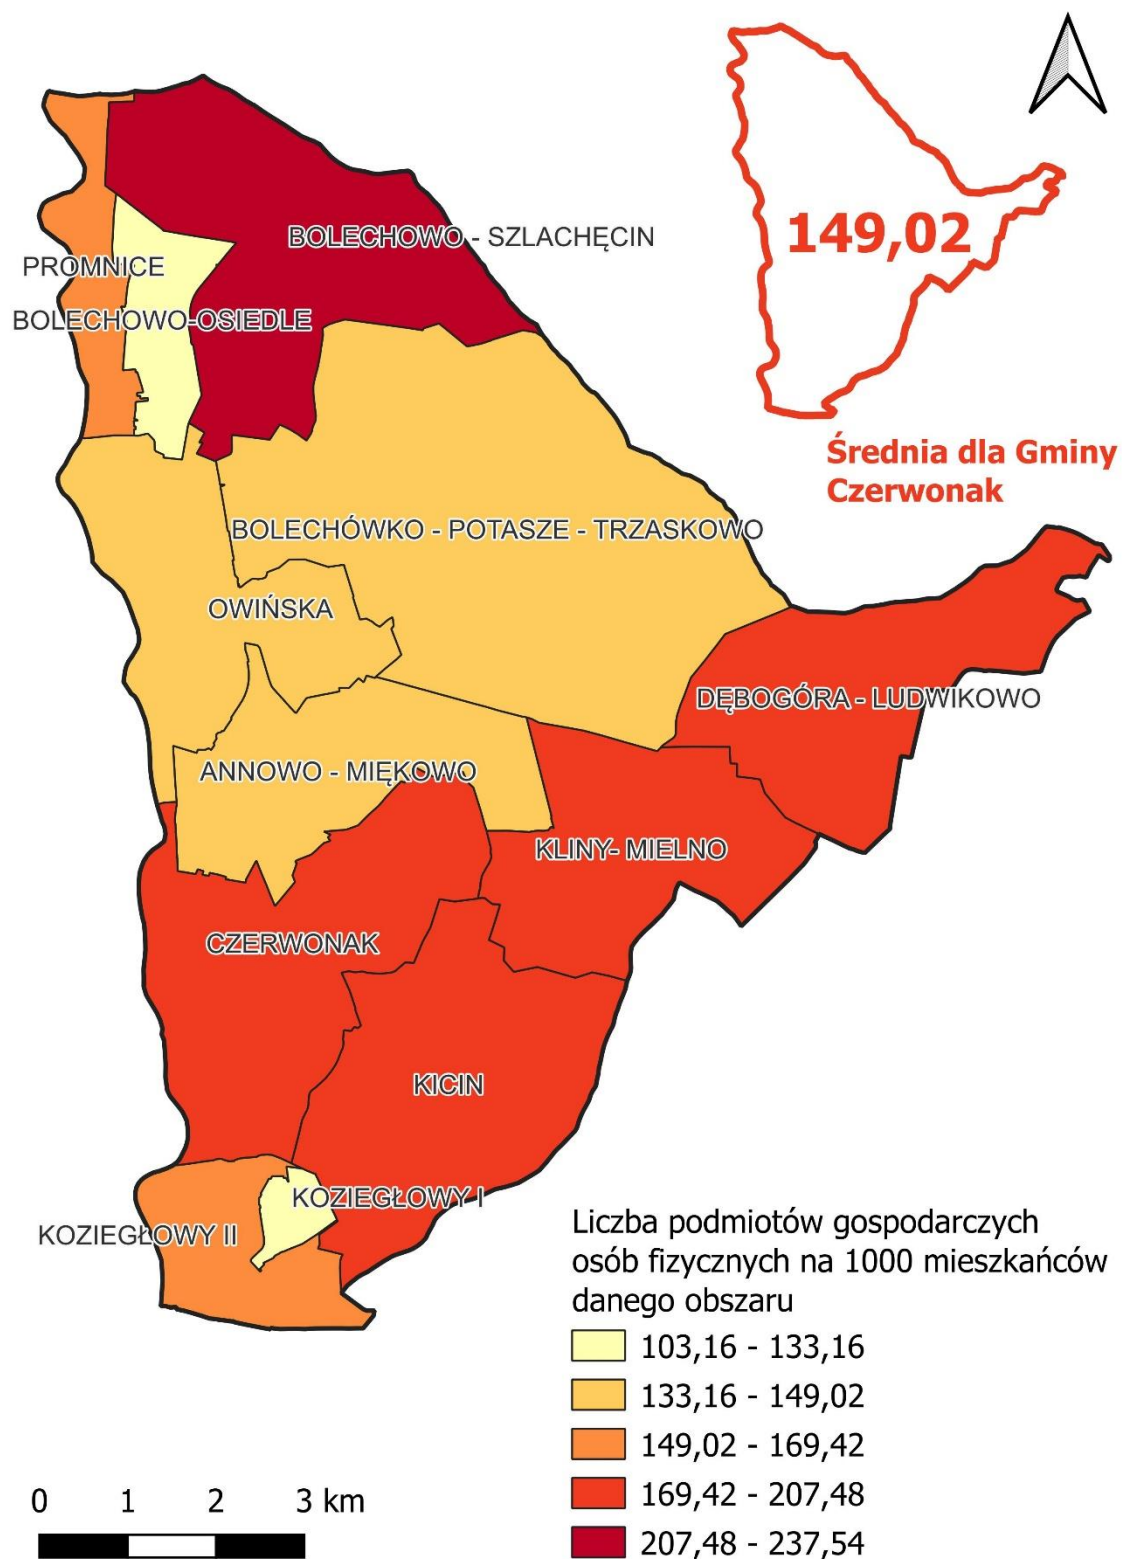 BOLECHOWO - SZLACHĘCIN
149,02
PROMNICE
BOLECHOWO-OSIEDLE
Średnia dla Gminy
Czerwonak
BOLECHÓWKO - POTASZE - TRZASKOWO
OWIŃSKA
DĘBOGÓRA - LUDWIKOWO
ANNOWO - MIĘKOWO
KLINY- MIELNO
CZERWONAK
KICIN
KOZIEGŁOWY I
KOZIEGŁOWY II
Liczba podmiotów gospodarczych
osób fizycznych na 1000 mieszkańców
danego obszaru
103,16 - 133,16
133,16 - 149,02
149,02 - 169,42
169,42 - 207,48
207,48 - 237,54
0 1 2 3 km